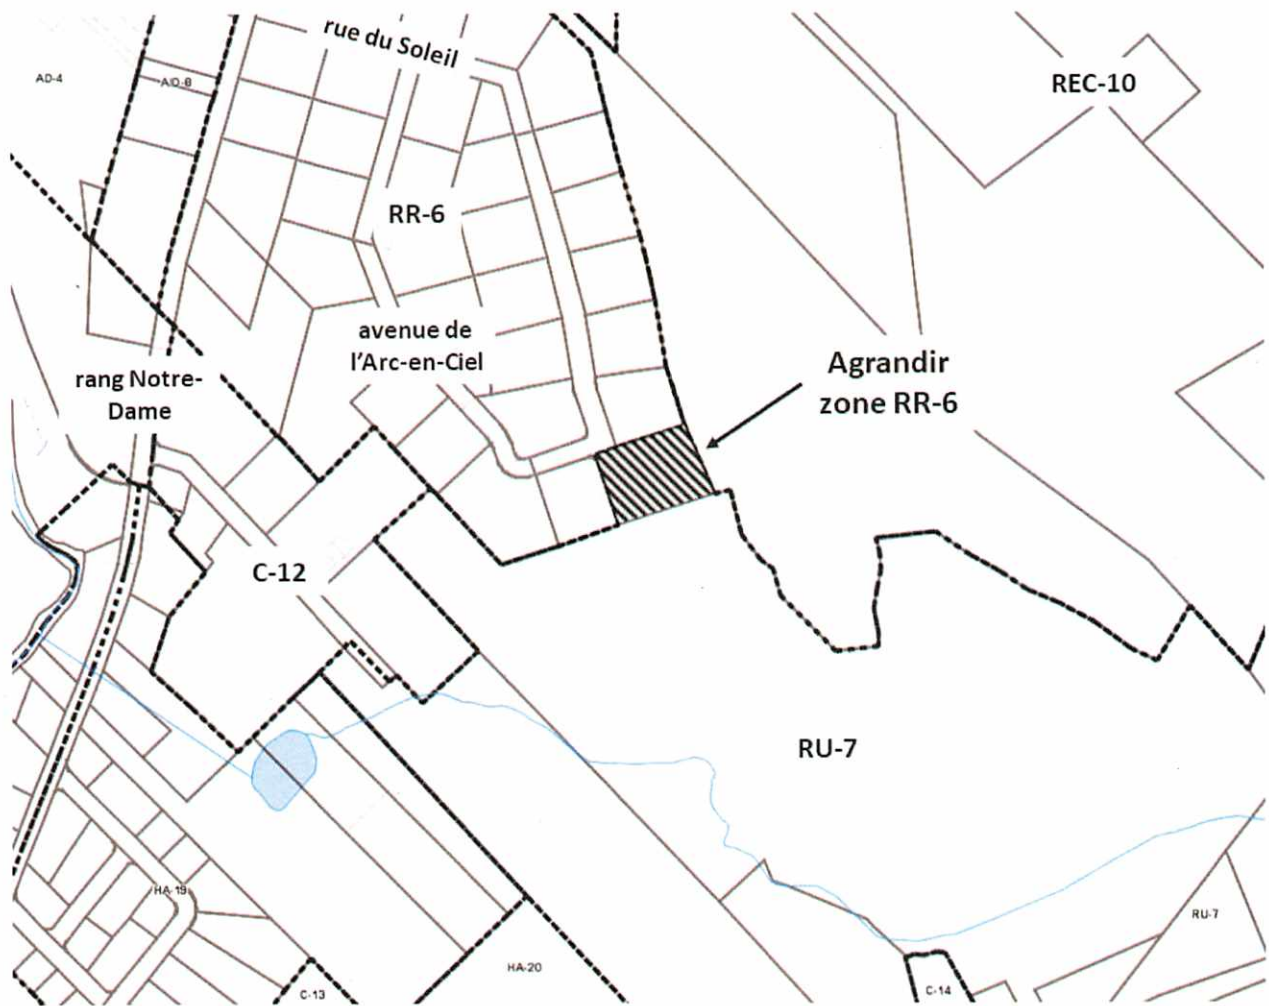 rue du Soleil
AD-4
A/D-8
REC-10
RR-6
avenue de
l'Arc-en-Ciel
Agrandir
zone RR-6
rang Notre-
Dame
C-12
RU-7
HA-19
RU-7
HA-20
C-13
C-14